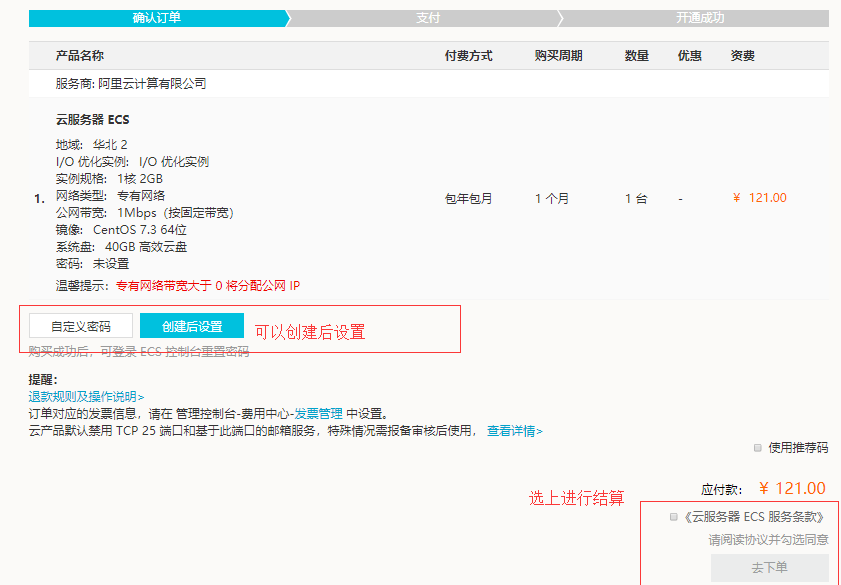 确认订单 支付 开通成功
产品名称 付费方式 购买周期 数量 优惠 资费
服务商: 阿里云计算有限公司
云服务器 ECS
地域: 华北 2
I/O 优化实例: I/O 优化实例
实例规格: 1核 2GB
1. 网络类型: 专有网络 包年包月 1 个月 1 台 - ¥ 121.00
公网带宽: 1Mbps（按固定带宽）
镜像: CentOS 7.3 64位
系统盘: 40GB 高效云盘
密码: 未设置
温馨提示: 专有网络带宽大于 0 将分配公网 IP
自定义密码 创建后设置 可以创建后设置
购买成功后，可登录 ECS 控制台重置密码
提醒:
退款规则及操作说明>
订单对应的发票信息，请在 管理控制台-费用中心-发票管理 中设置。
云产品默认禁用 TCP 25 端口和基于此端口的邮箱服务，特殊情况需报备审核后使用， 查看详情>
使用推荐码
应付款: ¥ 121.00
选上进行结算
《云服务器 ECS 服务条款》
请阅读协议并勾选同意
去下单